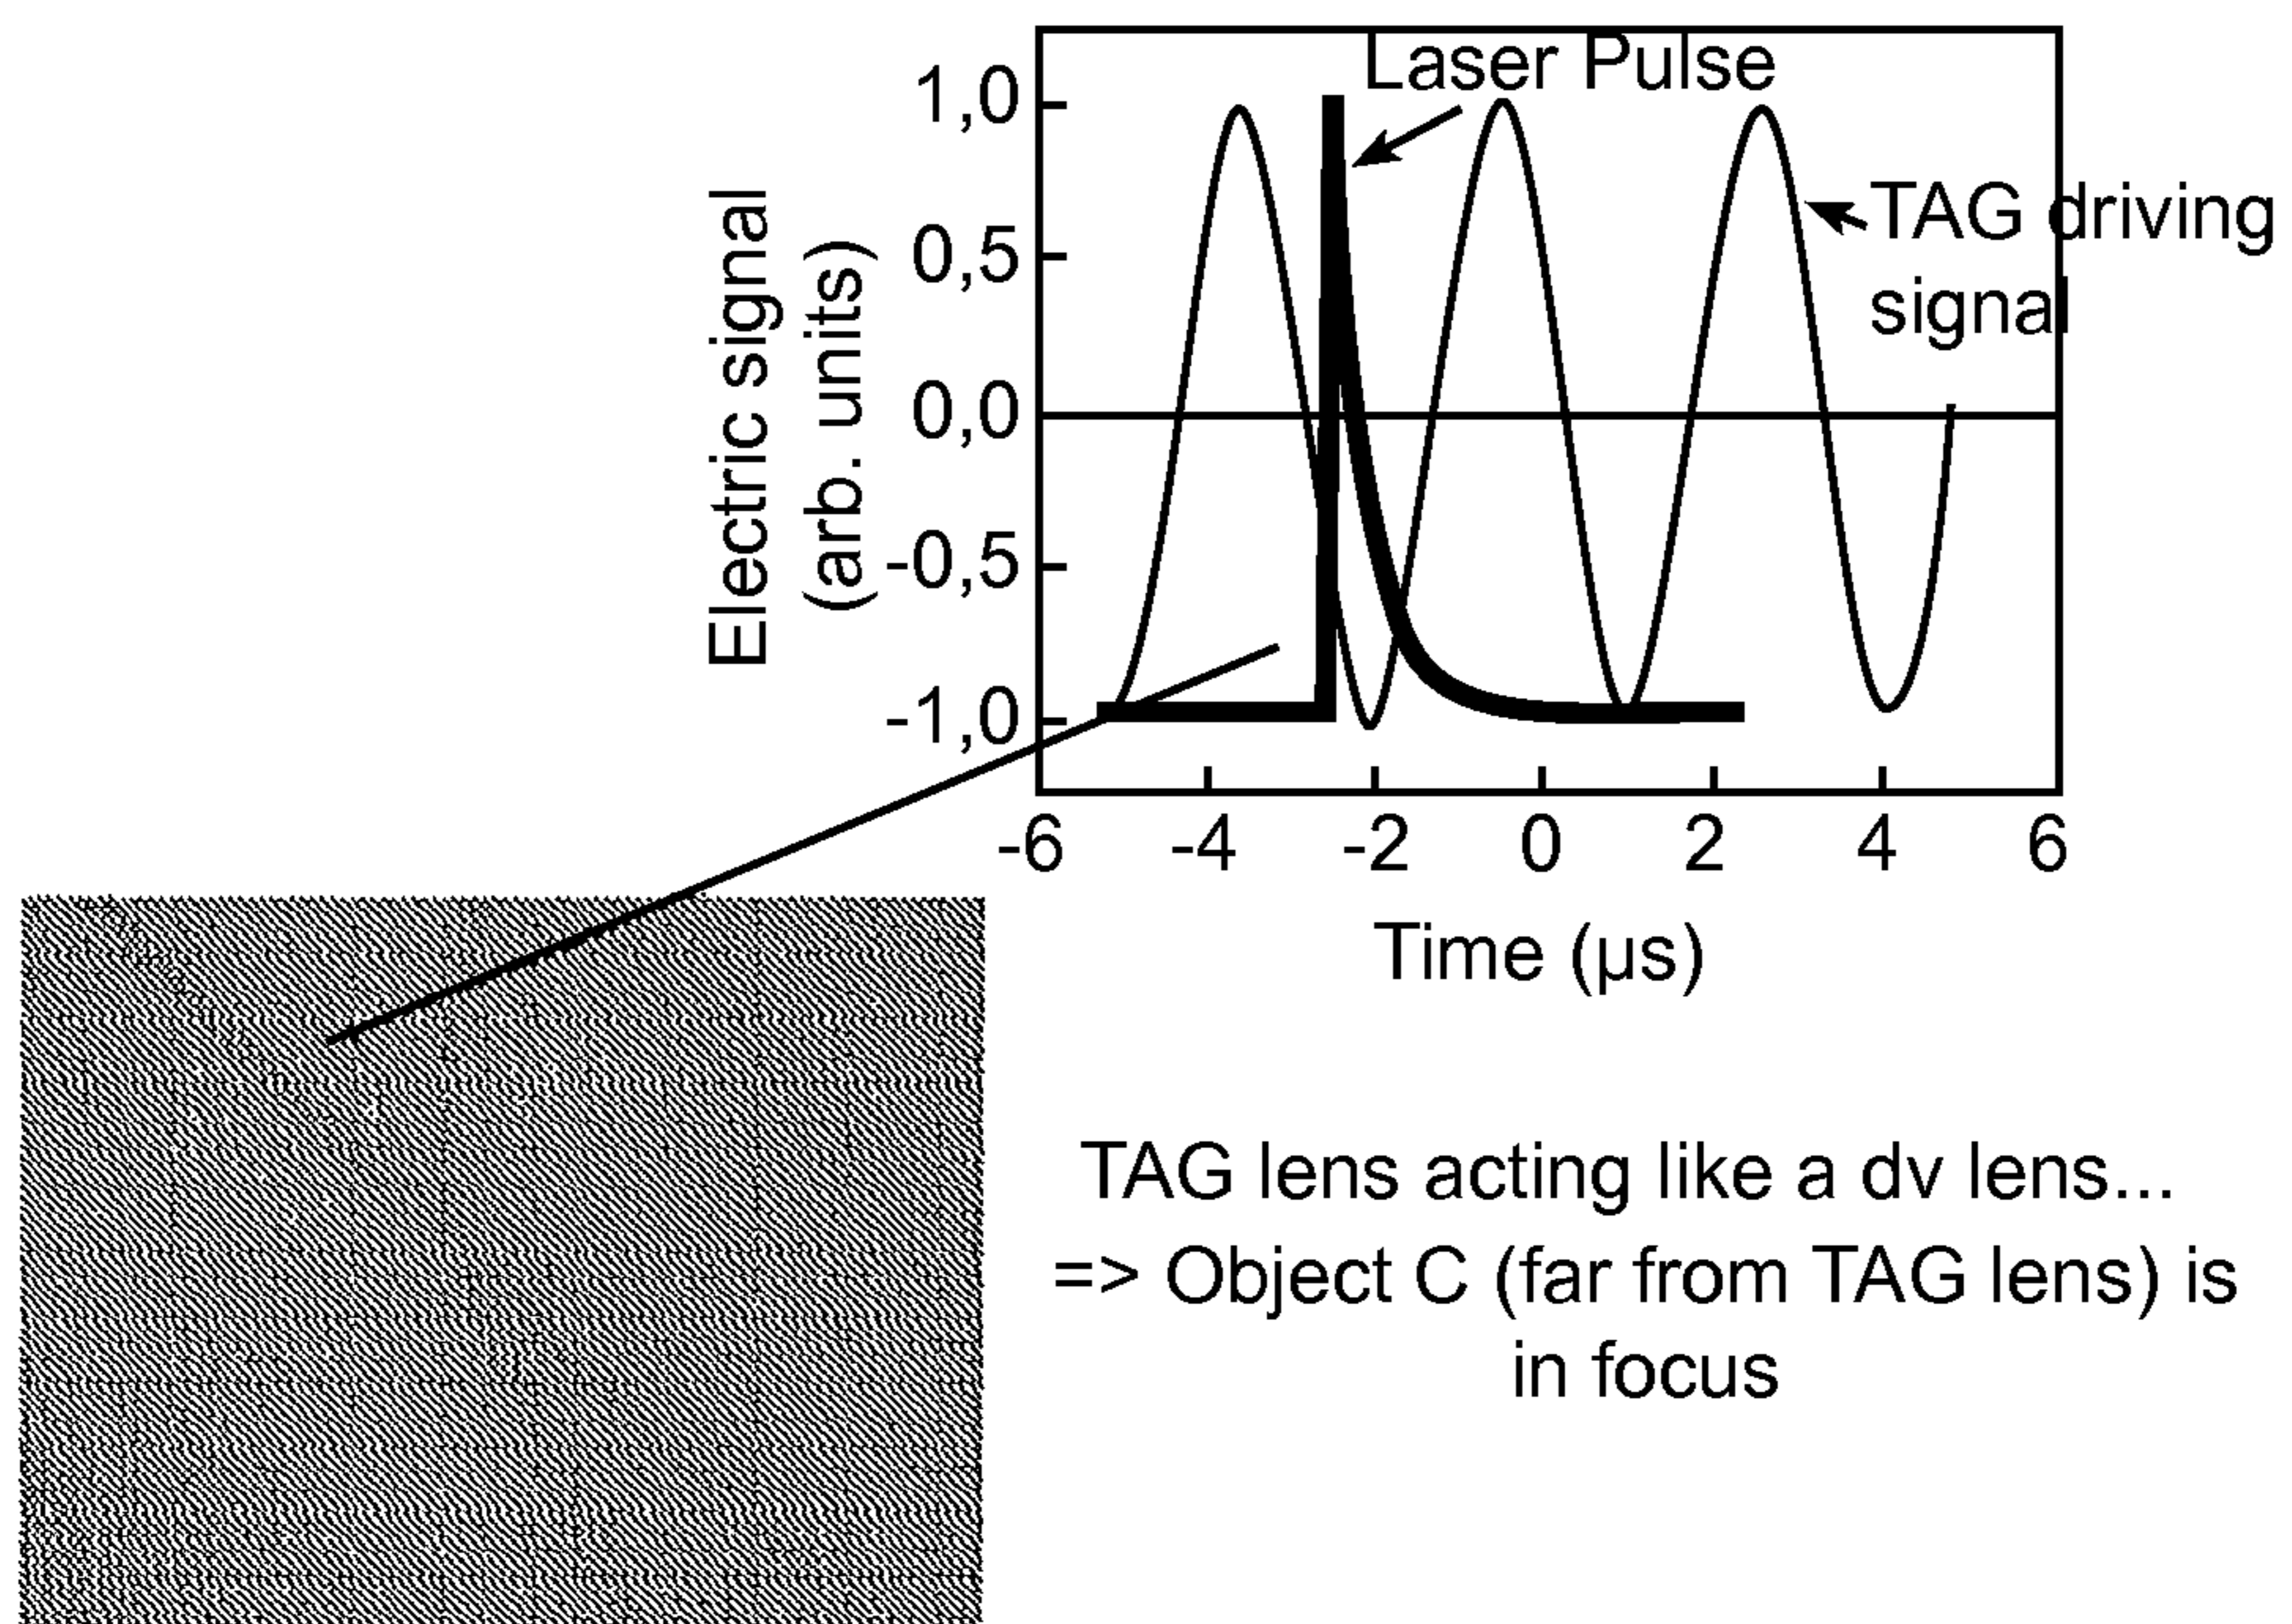 Laser Pulse
TAG driving
signal
Electric signal
(arb. units)
1,0
0,5
0,0
-0,5
-1,0
-6 -4 -2 0 2 4 6
Time (µs)
TAG lens acting like a dv lens...
=> Object C (far from TAG lens) is
in focus